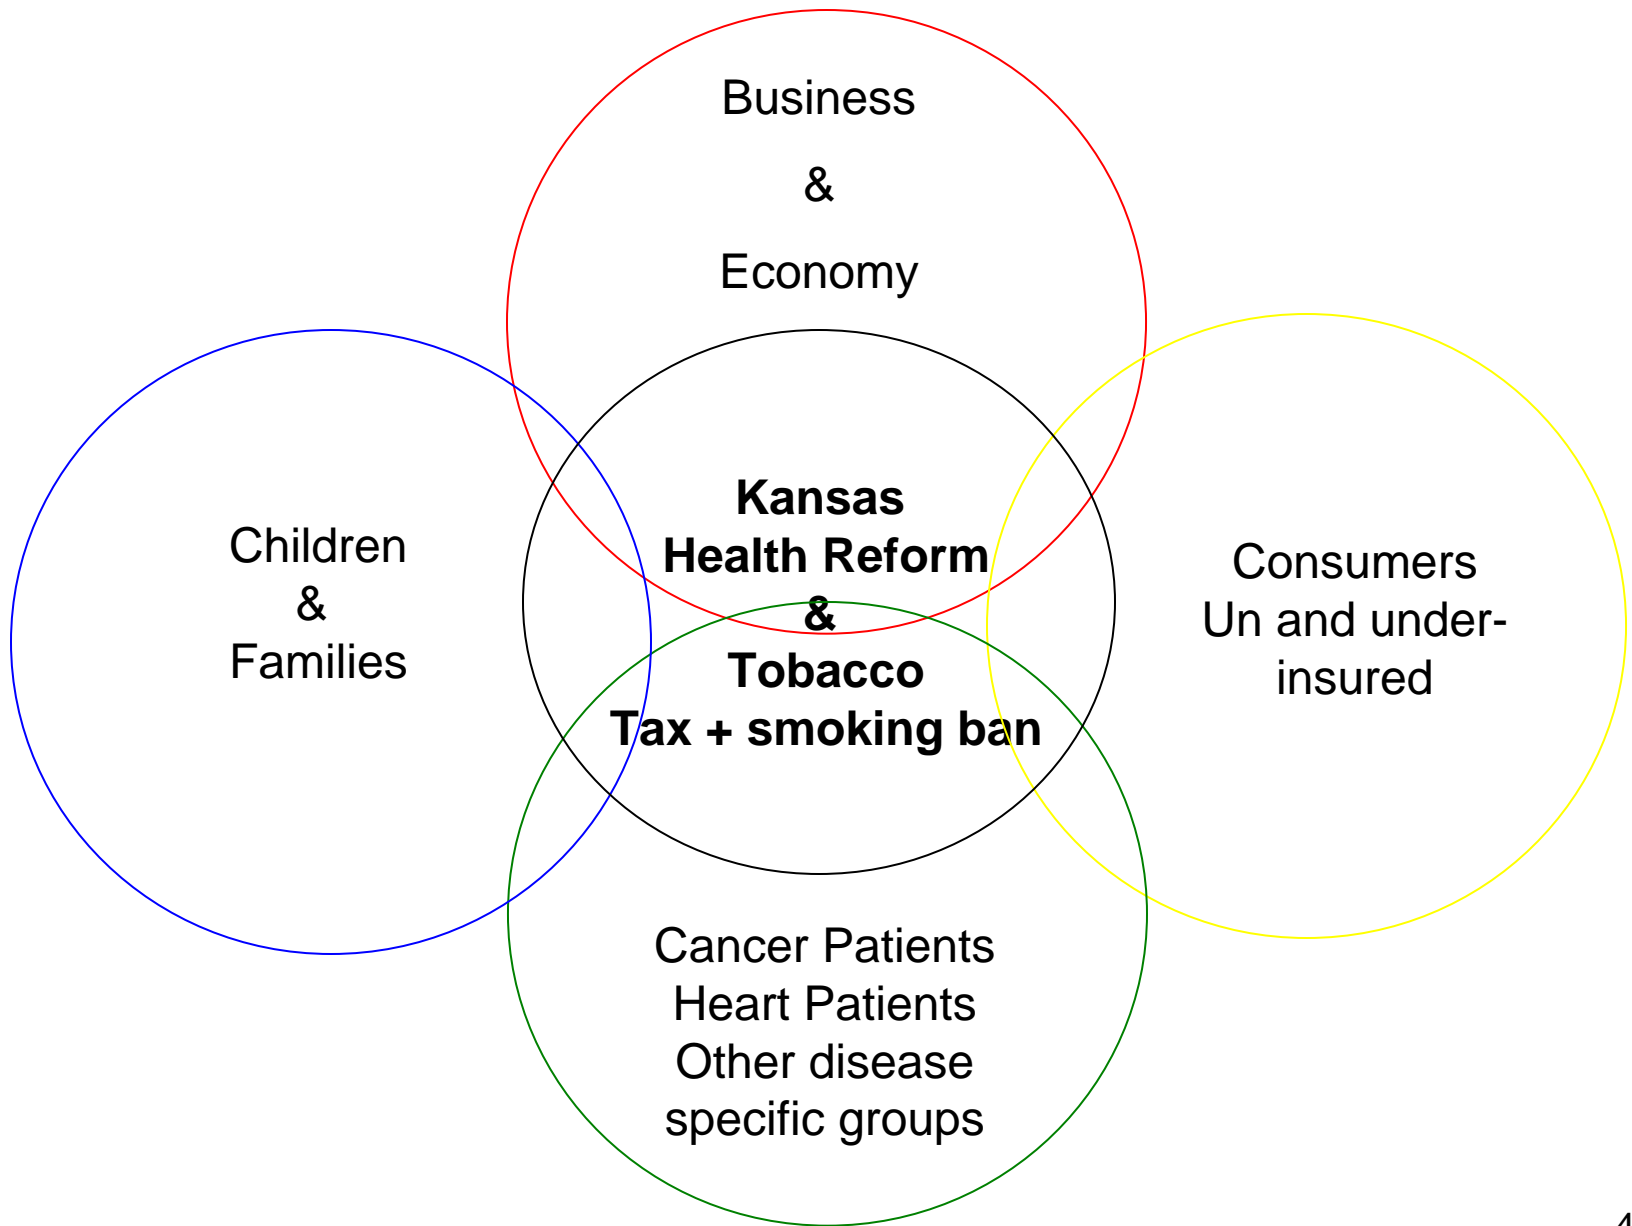 Business
&
Economy
Children
&
Families
Kansas
Health Reform
&
Tobacco
Tax + smoking ban
Consumers
Un and under-
insured
Cancer Patients
Heart Patients
Other disease
specific groups
4